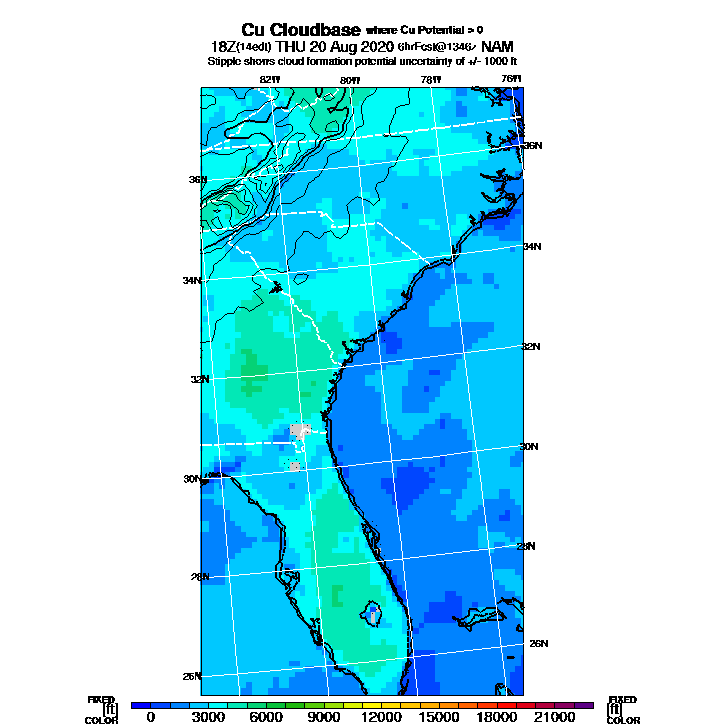 Cu Cloudbase where Cu Potential > 0
18Z(14edt) THU 20 Aug 2020 6hrFcst@1346z NAM
Stipple shows cloud formation potential uncertainty of +/- 1000 ft
82W 80W 78W 76W
36N
36N
34N
34N
32N
32N
30N
30N
28N
28N
26N
26N
FIXED FIXED
[ft] [ft]
COLOR COLOR
0 3000 6000 9000 12000 15000 18000 21000